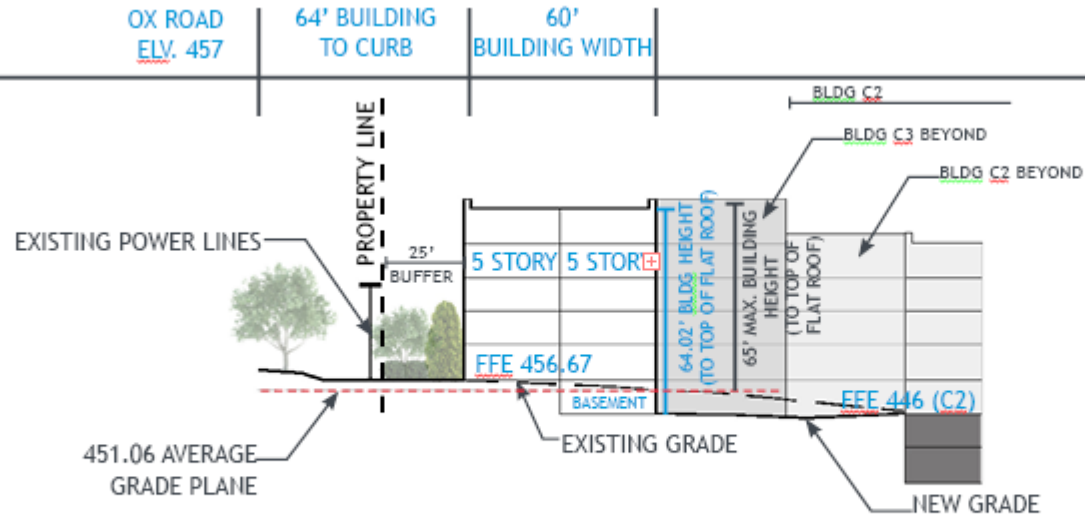 OX ROAD
ELV. 457
64' BUILDING
TO CURB
60'
BUILDING WIDTH
BLDG C2
BLDG C3 BEYOND
BLDG C2 BEYOND
PROPERTY LINE
EXISTING POWER LINES
25'
BUFFER
5 STORY
5 STORY
64.02' BLDG HEIGHT
(TO TOP OF FLAT ROOF)
65' MAX. BUILDING
HEIGHT
(TO TOP OF
FLAT ROOF)
FFE 456.67
BASEMENT
FFE 446 (C2)
EXISTING GRADE
451.06 AVERAGE
GRADE PLANE
NEW GRADE